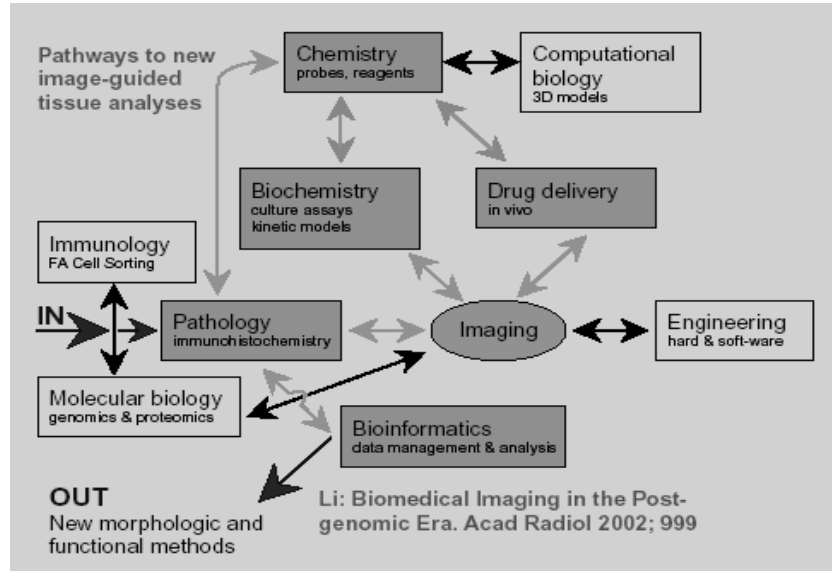 Pathways to new
image-guided
tissue analyses
Chemistry
probes, reagents
Computational
biology
3D models
Biochemistry
culture assays
kinetic models
Drug delivery
in vivo
Immunology
FA Cell Sorting
IN
Pathology
immunohistochemistry
Imaging
Engineering
hard & soft-ware
Molecular biology
genomics & proteomics
Bioinformatics
data management & analysis
OUT
New morphologic and
functional methods
Li: Biomedical Imaging in the Post-
genomic Era. Acad Radiol 2002; 999